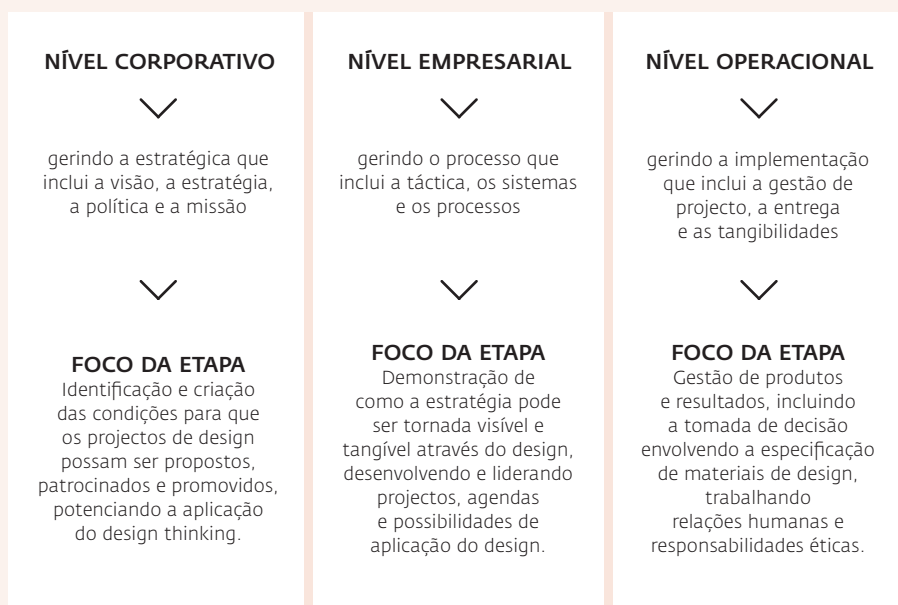 NÍVEL CORPORATIVO
gerindo a estratégica que
inclui a visão, a estratégia,
a política e a missão
FOCO DA ETAPA
Identificação e criação
das condições para que
os projectos de design
possam ser propostos,
patrocinados e promovidos,
potenciando a aplicação
do design thinking.
NÍVEL EMPRESARIAL
gerindo o processo que
inclui a táctica, os sistemas
e os processos
FOCO DA ETAPA
Demonstração de
como a estratégia pode
ser tornada visível e
tangível através do design,
desenvolvendo e liderando
projectos, agendas
e possibilidades de
aplicação do design.
NÍVEL OPERACIONAL
gerindo a implementação
que inclui a gestão de
projecto, a entrega
e as tangibilidades
FOCO DA ETAPA
Gestão de produtos
e resultados, incluindo
a tomada de decisão
envolvendo a especificação
de materiais de design,
trabalhando
relações humanas e
responsabilidades éticas.